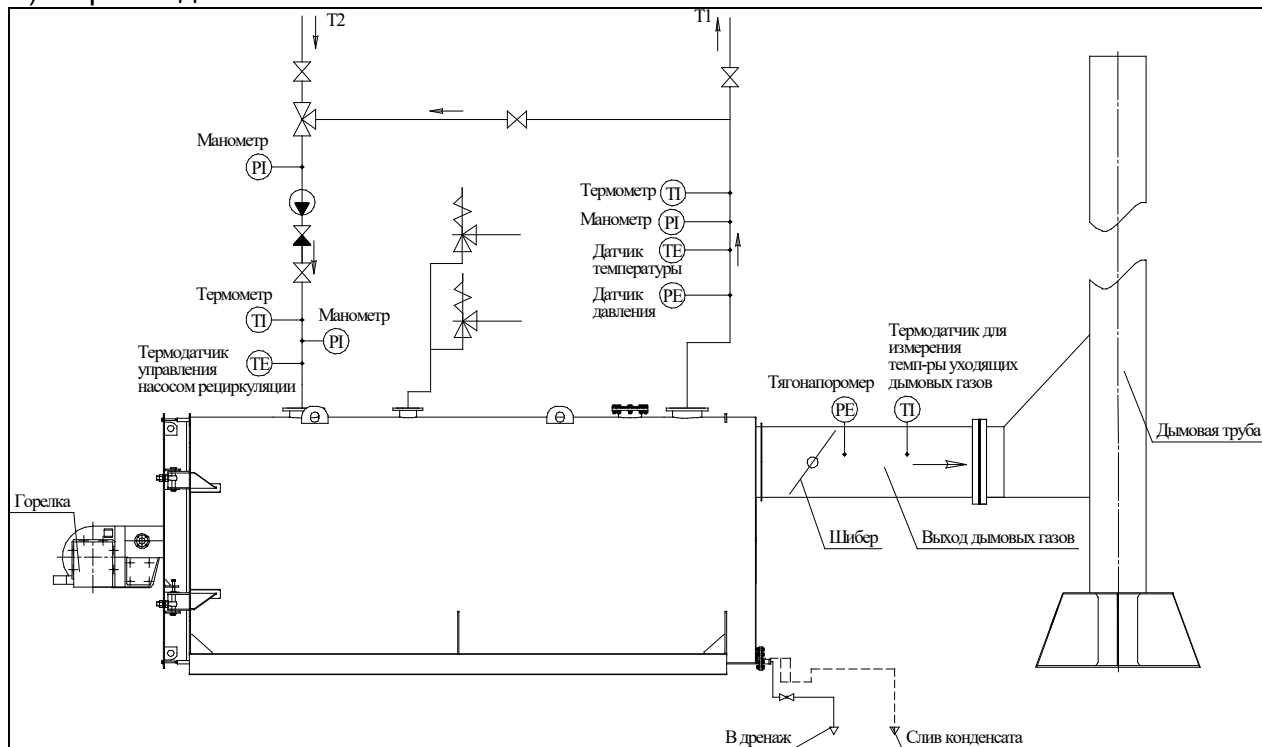 T2
T1
Манометр
PI
Термометр
TI
Манометр
PI
Датчик
температуры
TE
Датчик
давления
PE
Термометр
TI
Манометр
PI
Термодатчик
управления
насосом рециркуляции
TE
Термодатчик для
измерения
темп-ры уходящих
дымовых газов
Тягонапоромер
PE
TI
Дымовая труба
Горелка
Шибер
Выход дымовых газов
В дренаж
Слив конденсата